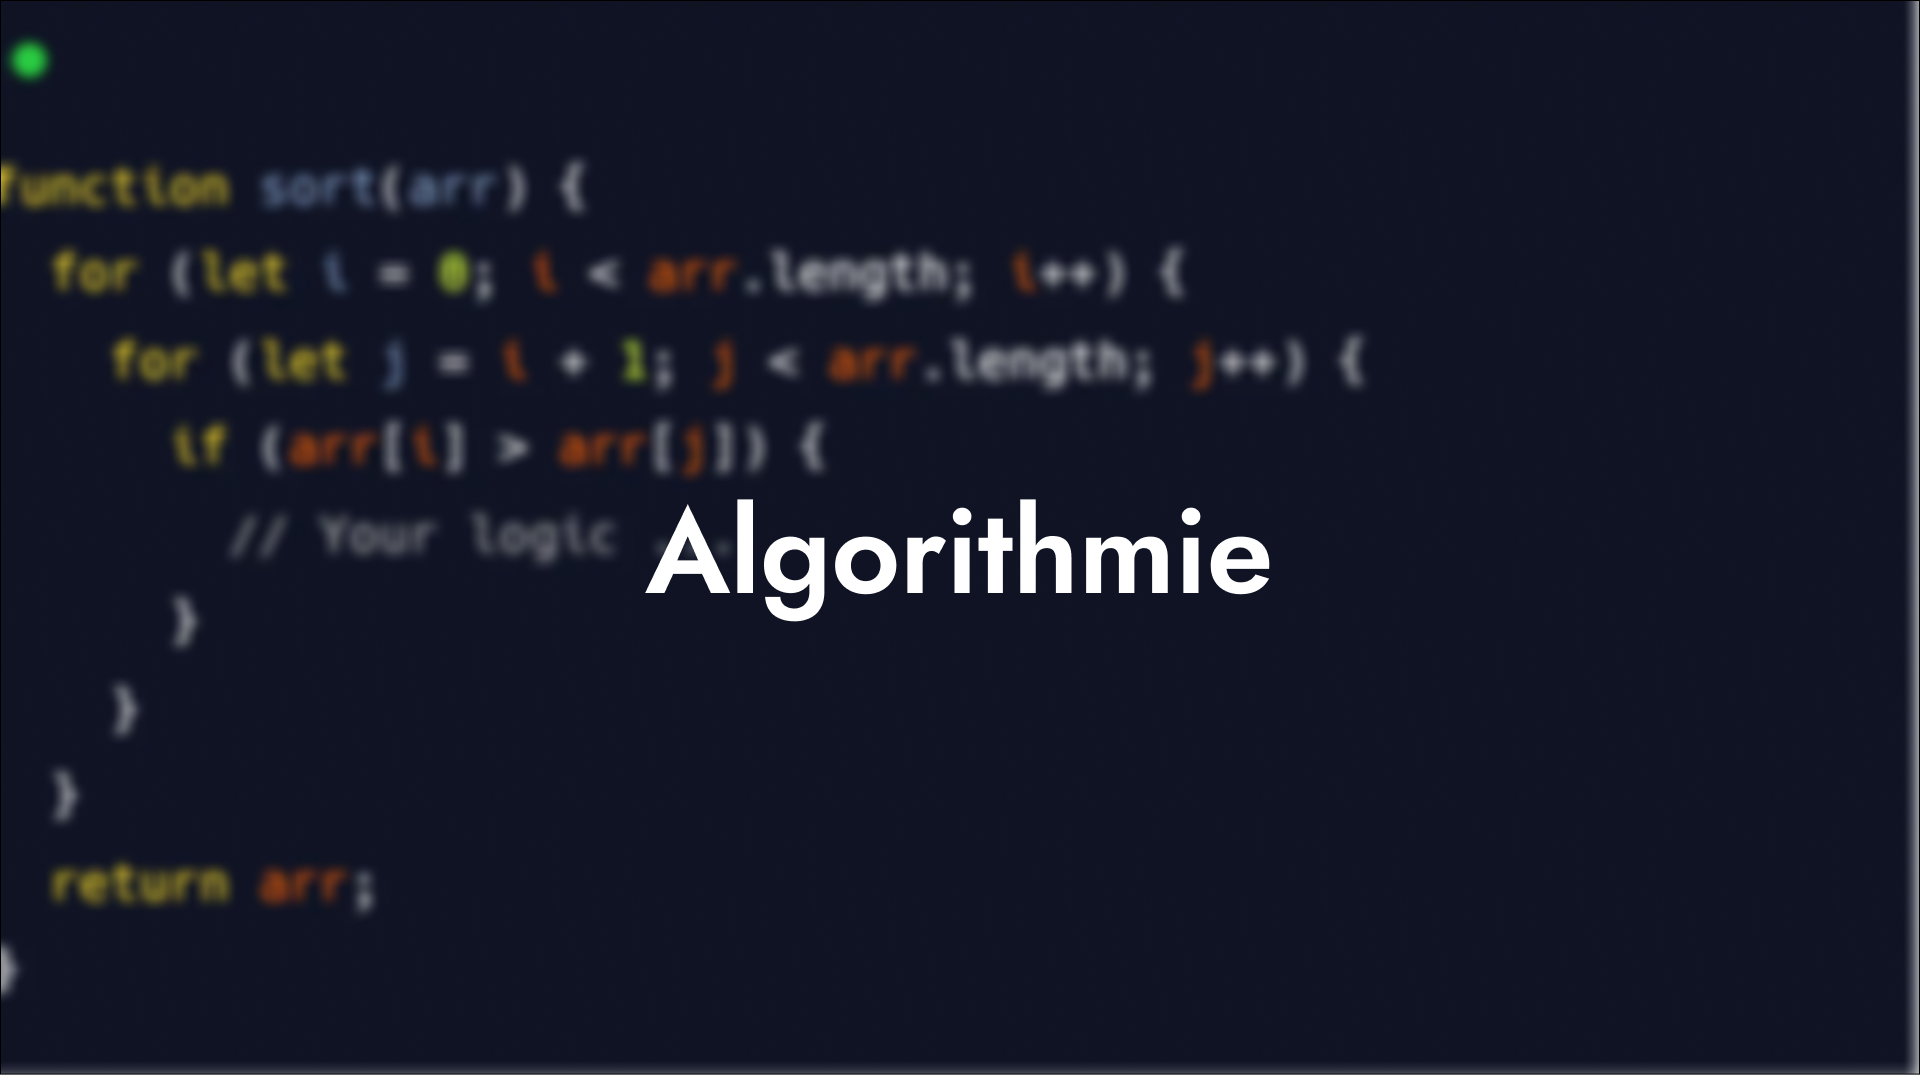 function sort(arr) {
for (let i = 0; i < arr.length; i++) {
for (let j = i + 1; j < arr.length; j++) {
if (arr[i] > arr[j]) {
// Your logic ...
Algorithmie
}
}
}
return arr;
}